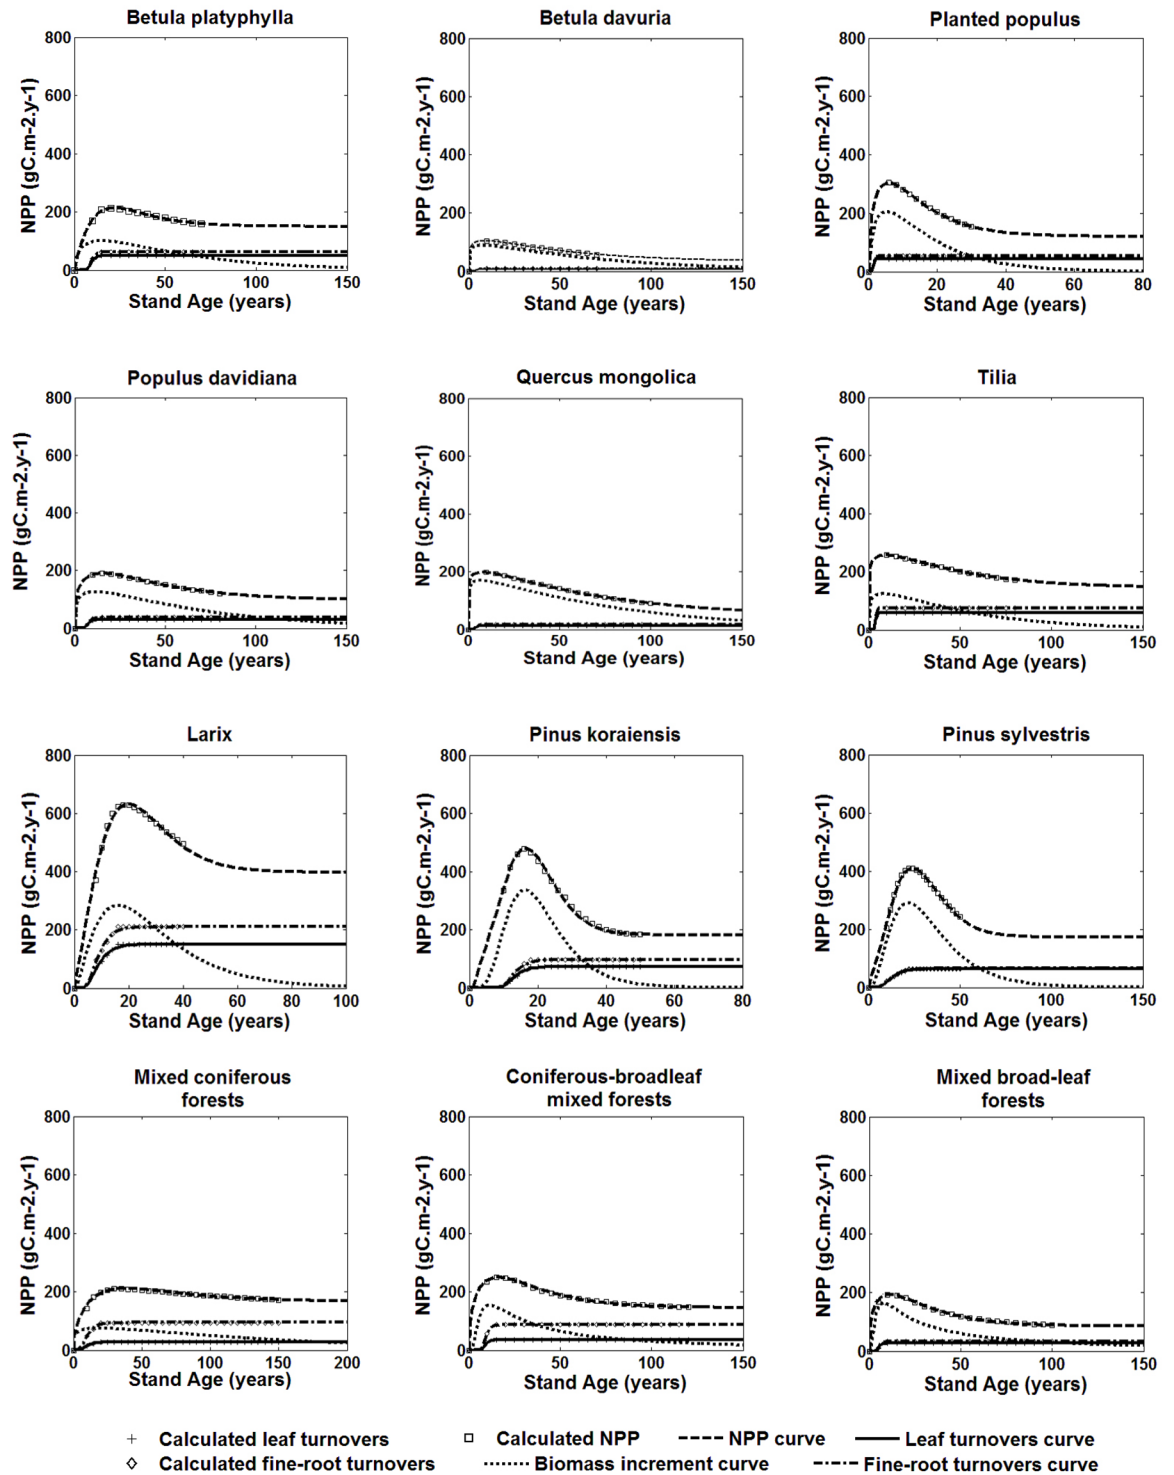 Betula platyphylla
Betula davuria
Planted populus
NPP (gC.m-2.y-1)
800
600
400
200
0
0 50 100 150
Stand Age (years)
NPP (gC.m-2.y-1)
800
600
400
200
0
0 50 100 150
Stand Age (years)
NPP (gC.m-2.y-1)
800
600
400
200
0
0 20 40 60 80
Stand Age (years)
Populus davidiana
Quercus mongolica
Tilia
NPP (gC.m-2.y-1)
800
600
400
200
0
0 50 100 150
Stand Age (years)
NPP (gC.m-2.y-1)
800
600
400
200
0
0 50 100 150
Stand Age (years)
NPP (gC.m-2.y-1)
800
600
400
200
0
0 50 100 150
Stand Age (years)
Larix
Pinus koraiensis
Pinus sylvestris
NPP (gC.m-2.y-1)
800
600
400
200
0
0 20 40 60 80 100
Stand Age (years)
NPP (gC.m-2.y-1)
800
600
400
200
0
0 20 40 60 80
Stand Age (years)
NPP (gC.m-2.y-1)
800
600
400
200
0
0 50 100 150
Stand Age (years)
Mixed coniferous
forests
Coniferous-broadleaf
mixed forests
Mixed broad-leaf
forests
NPP (gC.m-2.y-1)
800
600
400
200
0
0 50 100 150 200
Stand Age (years)
NPP (gC.m-2.y-1)
800
600
400
200
0
0 50 100 150
Stand Age (years)
NPP (gC.m-2.y-1)
800
600
400
200
0
0 50 100 150
Stand Age (years)
Calculated leaf turnovers Calculated NPP NPP curve Leaf turnovers curve
Calculated fine-root turnovers Biomass increment curve Fine-root turnovers curve